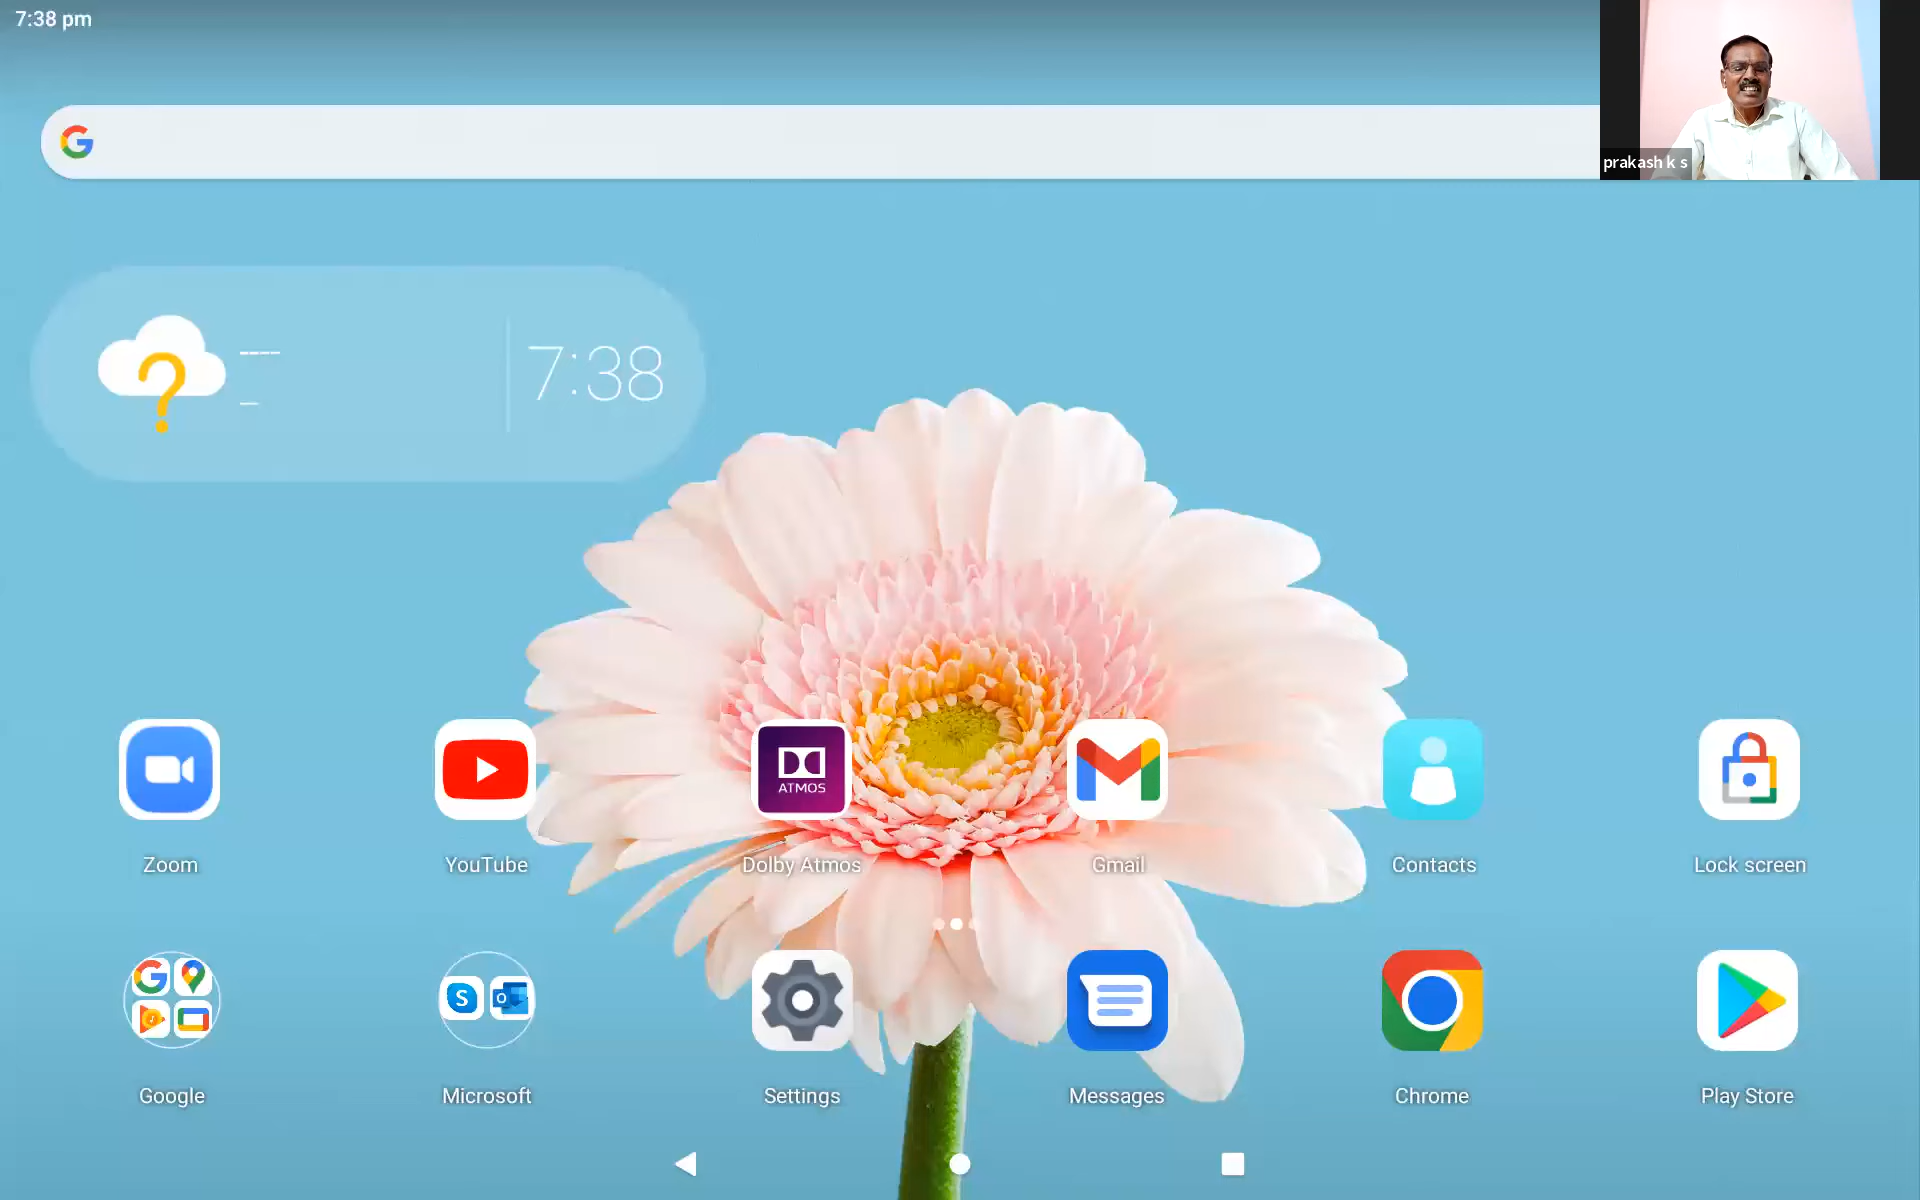 7:38 pm
prakash k s
7:38
ATMOS
Zoom
YouTube
Dolby Atmos
Gmail
Contacts
Lock screen
Google
Microsoft
Settings
Messages
Chrome
Play Store